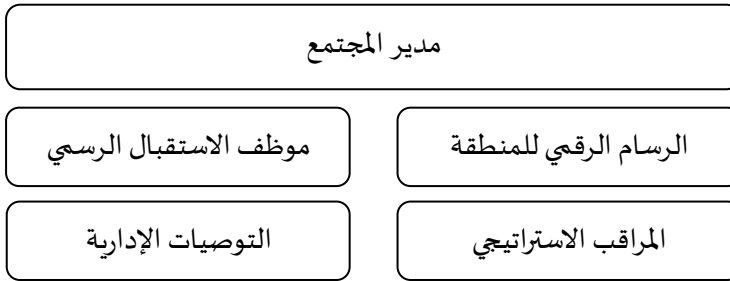 مدير المجتمع
الرسام الرقمي للمنطقة
موظف الاستقبال الرسمي
المراقب الاستراتيجي
التوصيات الإدارية